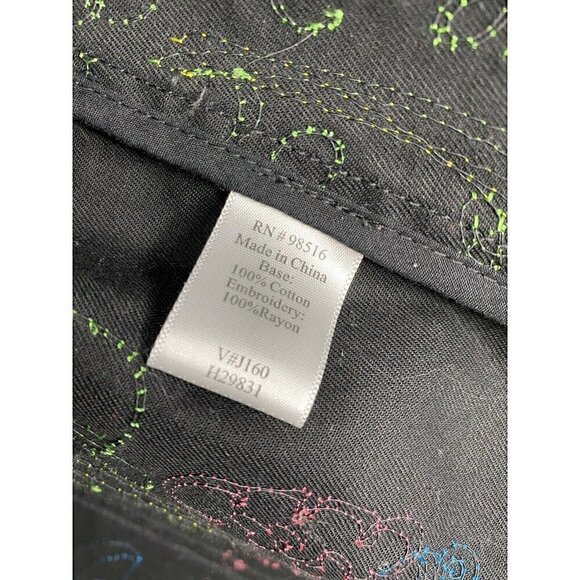 RN # 98516
Made in China
Base:
100% Cotton
Embroidery:
100%Rayon
V#J160
H29831